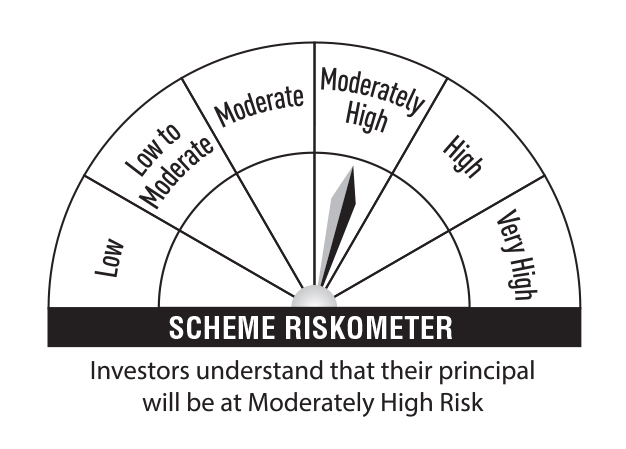 Low
Low to
Moderate
Moderate
Moderately
High
High
Very High
SCHEME RISKOMETER
Investors understand that their principal
will be at Moderately High Risk